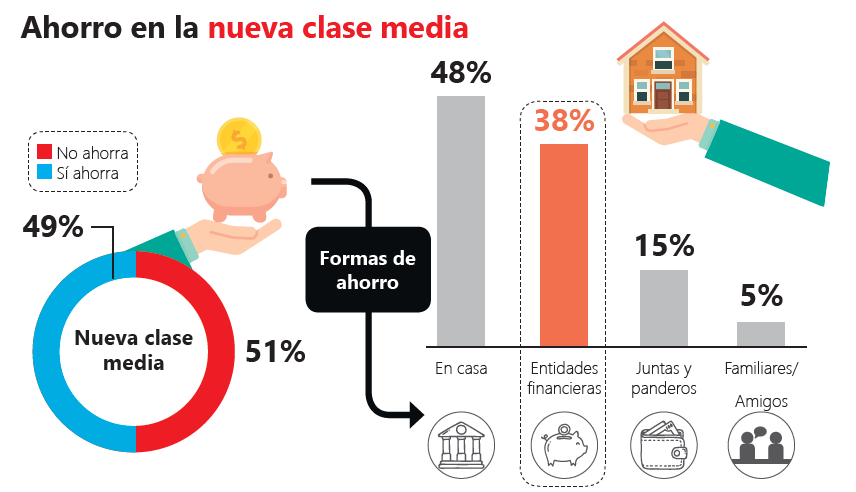 Ahorro en la nueva clase media
No ahorra
Sí ahorra
49%
Nueva clase
media
51%
Formas de
ahorro
48%
38%
15%
5%
En casa
Entidades
financieras
Juntas y
panderos
Familiares/
Amigos